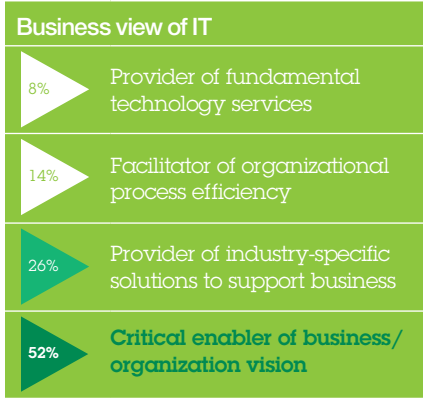 Business view of IT
8%
Provider of fundamental
technology services
14%
Facilitator of organizational
process efficiency
26%
Provider of industry-specific
solutions to support business
52%
Critical enabler of business/
organization vision